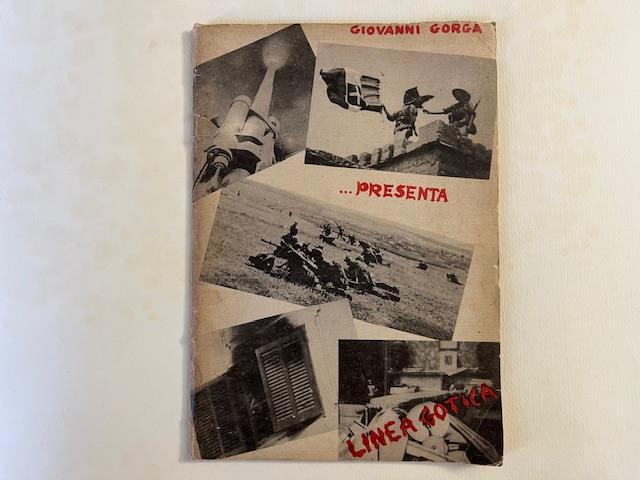 GIOVANNI GORGA
... PRESENTA
LINEA GOTICA